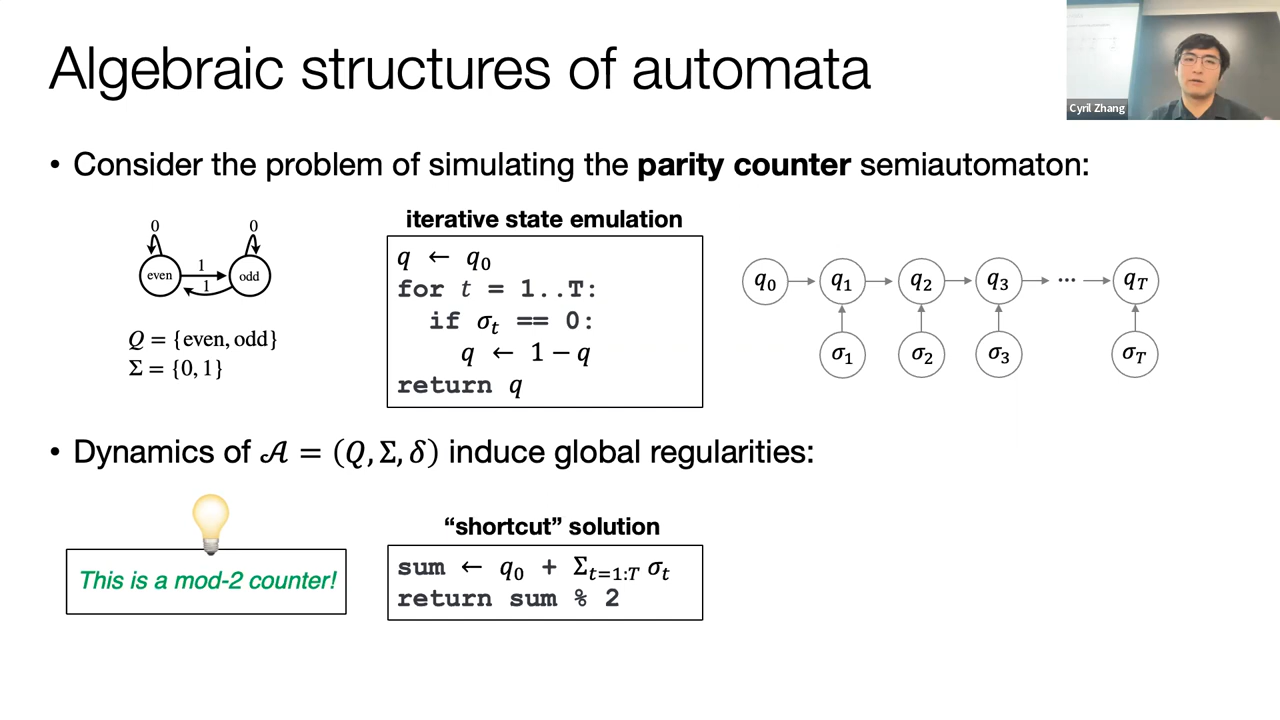 Algebraic structures of automata
Cyril Zhang
• Consider the problem of simulating the parity counter semiautomaton:
0 0
even 1 odd
1
Q = {even, odd}
Σ = {0, 1}
iterative state emulation
q ← q₀
for t = 1..T:
if σₜ == 0:
q ← 1 − q
return q
q₀ q₁ q₂ q₃ ⋯ q_T
σ₁ σ₂ σ₃ σ_T
• Dynamics of 𝒜 = (Q, Σ, δ) induce global regularities:
This is a mod-2 counter!
“shortcut” solution
sum ← q₀ + Σ_{t=1:T} σₜ
return sum % 2